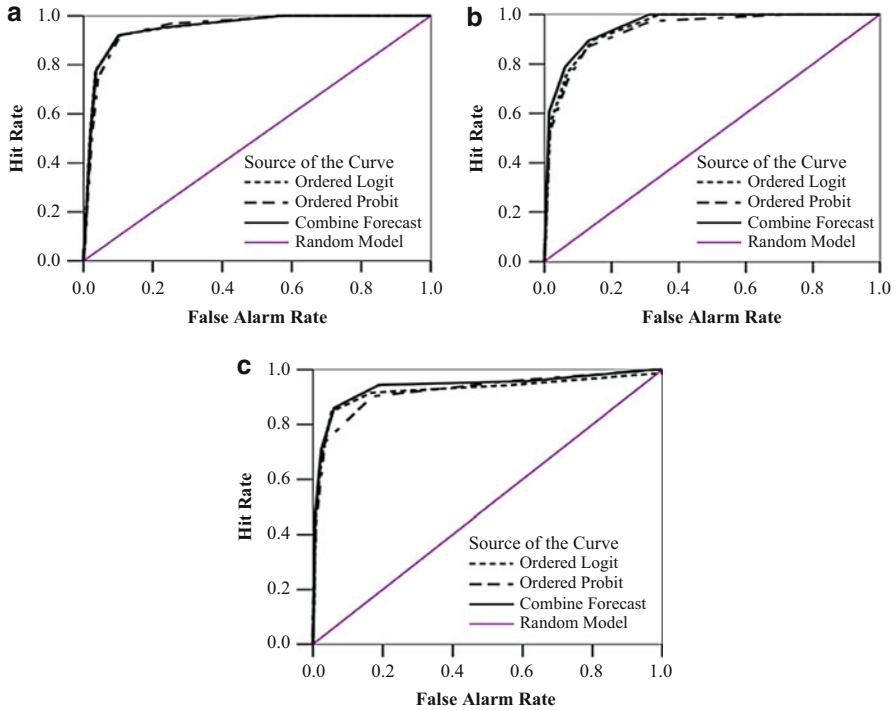 a
1.0
0.8
0.6
0.4
0.2
0.0
Hit Rate
Source of the Curve
Ordered Logit
Ordered Probit
Combine Forecast
Random Model
0.0 0.2 0.4 0.6 0.8 1.0
False Alarm Rate
b
1.0
0.8
0.6
0.4
0.2
0.0
Hit Rate
Source of the Curve
Ordered Logit
Ordered Probit
Combine Forecast
Random Model
0.0 0.2 0.4 0.6 0.8 1.0
False Alarm Rate
c
1.0
0.8
0.6
0.4
0.2
0.0
Hit Rate
Source of the Curve
Ordered Logit
Ordered Probit
Combine Forecast
Random Model
0.0 0.2 0.4 0.6 0.8 1.0
False Alarm Rate